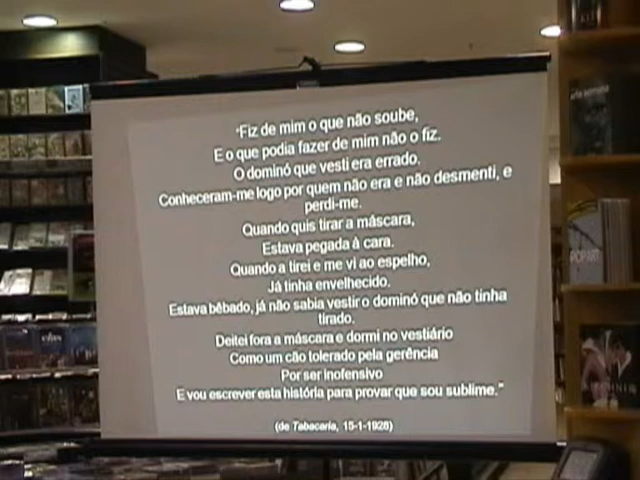 "Fiz de mim o que não soube,
E o que podia fazer de mim não o fiz.
O dominó que vesti era errado.
Conheceram-me logo por quem não era e não desmenti, e
perdi-me.
Quando quis tirar a máscara,
Estava pegada à cara.
Quando a tirei e me vi ao espelho,
Já tinha envelhecido.
Estava bêbado, já não sabia vestir o dominó que não tinha
tirado.
Deitei fora a máscara e dormi no vestiário
Como um cão tolerado pela gerência
Por ser inofensivo
E vou escrever esta história para provar que sou sublime."
(de Tabacaria, 15-1-1928)
POP ART